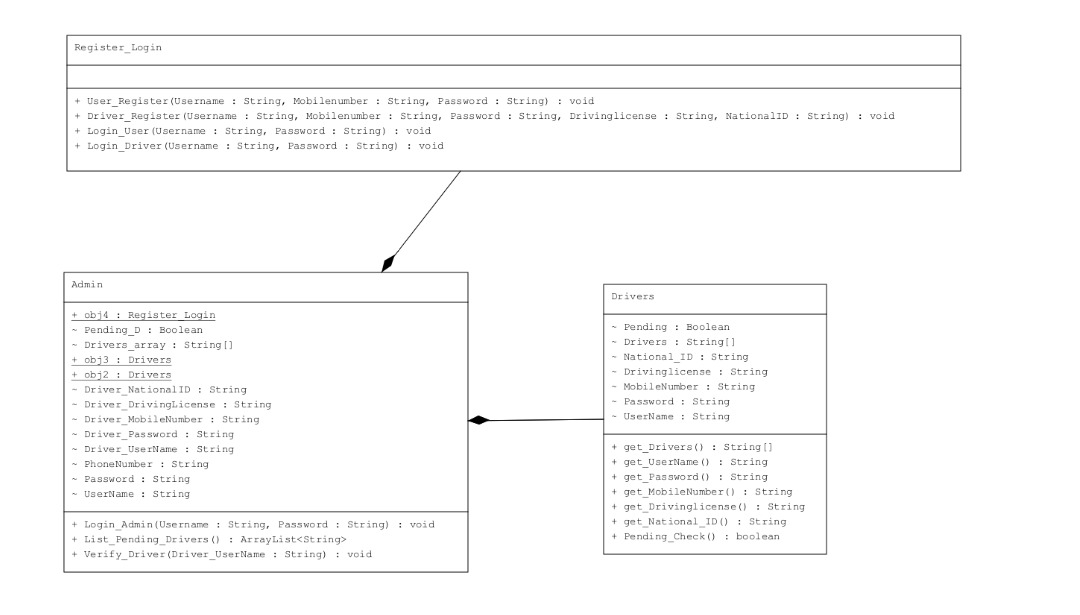 Register_Login
+ User_Register(Username : String, Mobilenumber : String, Password : String) : void
+ Driver_Register(Username : String, Mobilenumber : String, Password : String, Drivinglicense : String, NationalID : String) : void
+ Login_User(Username : String, Password : String) : void
+ Login_Driver(Username : String, Password : String) : void
Admin
+ obj4 : Register_Login
~ Pending_D : Boolean
~ Drivers_array : String[]
+ obj3 : Drivers
+ obj2 : Drivers
~ Driver_NationalID : String
~ Driver_DrivingLicense : String
~ Driver_MobileNumber : String
~ Driver_Password : String
~ Driver_UserName : String
~ PhoneNumber : String
~ Password : String
~ UserName : String
+ Login_Admin(Username : String, Password : String) : void
+ List_Pending_Drivers() : ArrayList<String>
+ Verify_Driver(Driver_UserName : String) : void
Drivers
~ Pending : Boolean
~ Drivers : String[]
~ National_ID : String
~ Drivinglicense : String
~ MobileNumber : String
~ Password : String
~ UserName : String
+ get_Drivers() : String[]
+ get_UserName() : String
+ get_Password() : String
+ get_MobileNumber() : String
+ get_Drivinglicense() : String
+ get_National_ID() : String
+ Pending_Check() : boolean